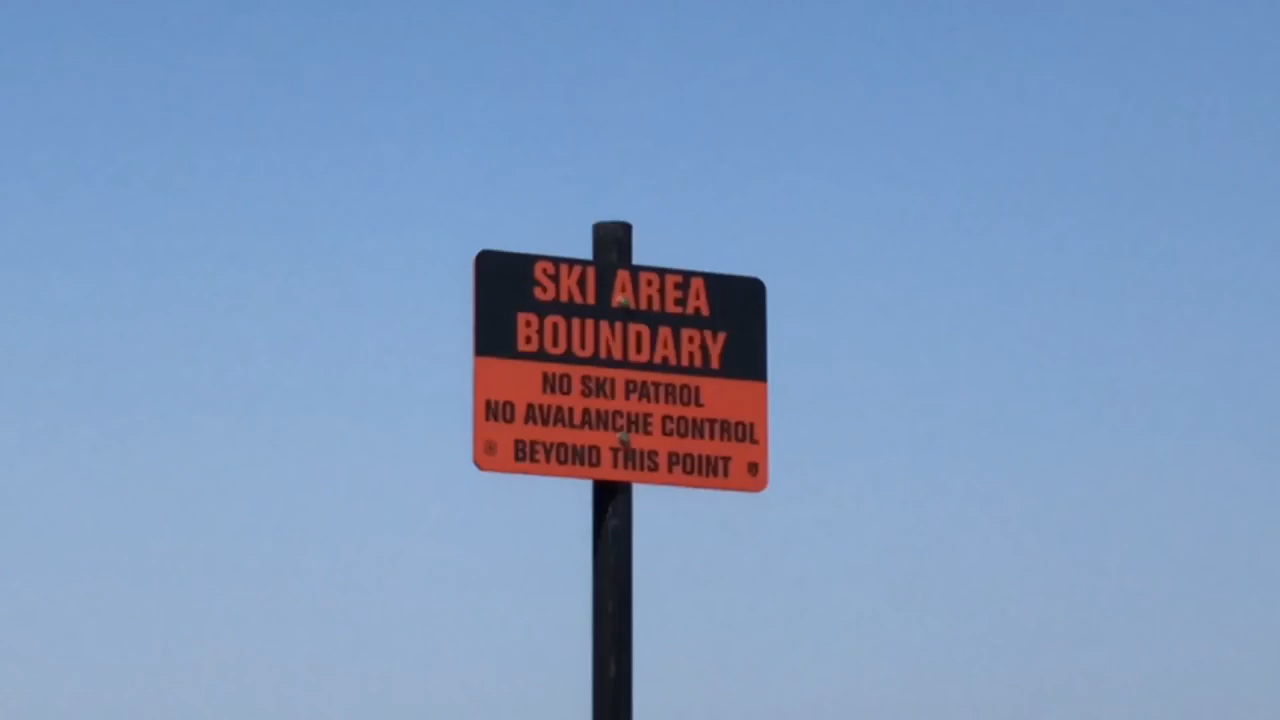 SKI AREA
BOUNDARY
NO SKI PATROL
NO AVALANCHE CONTROL
BEYOND THIS POINT